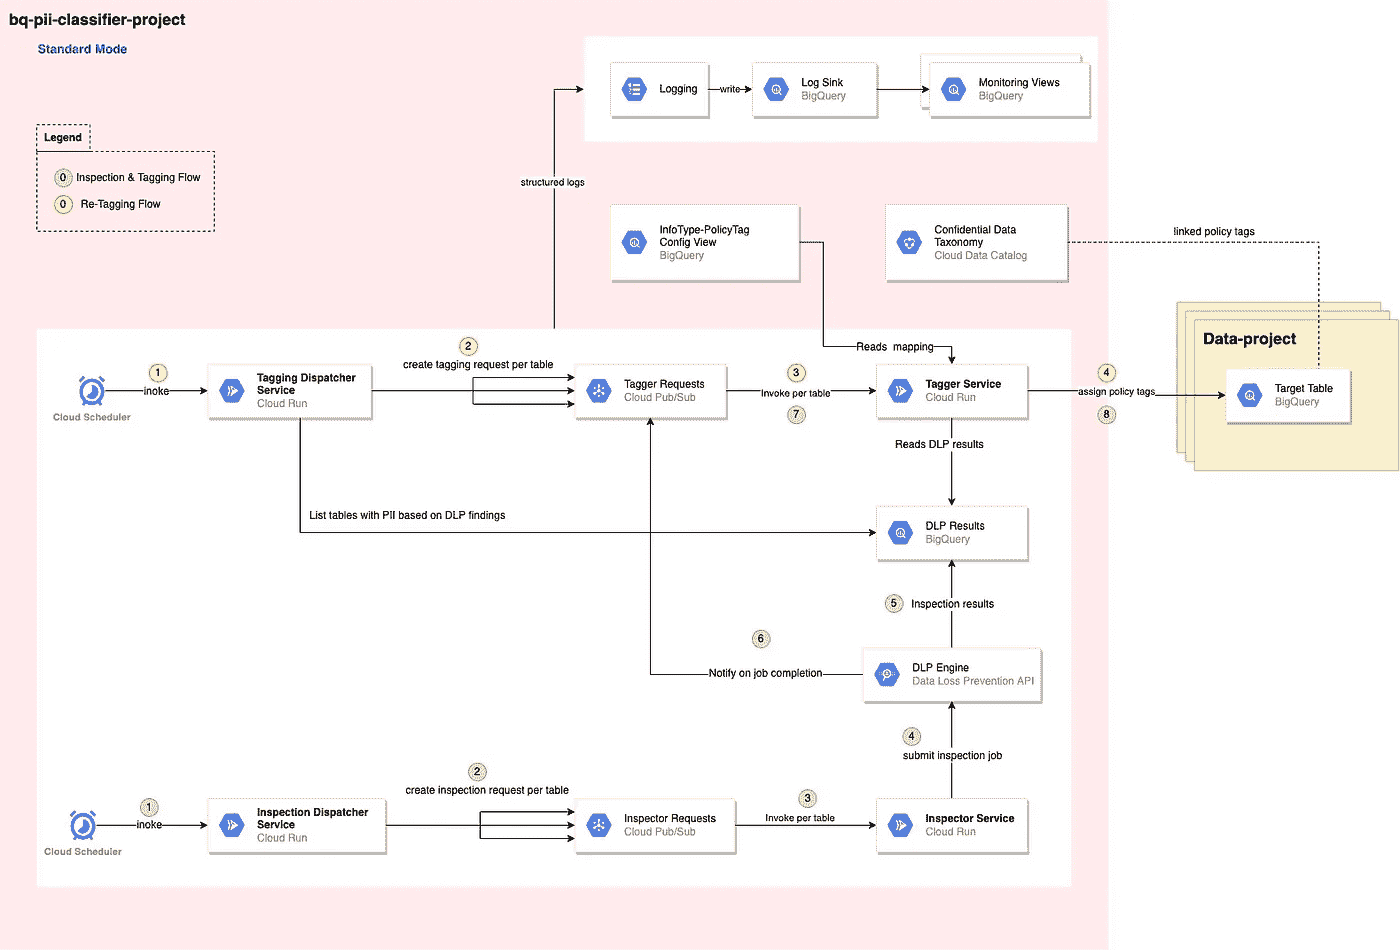 bq-pii-classifier-project
Standard Mode
Legend
0 Inspection & Tagging Flow
0 Re-Tagging Flow
Logging
write
Log Sink
BigQuery
Monitoring Views
BigQuery
structured logs
InfoType-PolicyTag
Config View
BigQuery
Confidential Data
Taxonomy
Cloud Data Catalog
linked policy tags
Data-project
Target Table
BigQuery
Reads mapping
Cloud Scheduler
1
inoke
Tagging Dispatcher
Service
Cloud Run
2
create tagging request per table
Tagger Requests
Cloud Pub/Sub
3
Invoke per table
7
Tagger Service
Cloud Run
4
assign policy tags
8
Reads DLP results
List tables with PII based on DLP findings
DLP Results
BigQuery
5
Inspection results
6
Notify on job completion
DLP Engine
Data Loss Prevention API
4
submit inspection job
Cloud Scheduler
1
inoke
Inspection Dispatcher
Service
Cloud Run
2
create inspection request per table
Inspector Requests
Cloud Pub/Sub
3
Invoke per table
Inspector Service
Cloud Run